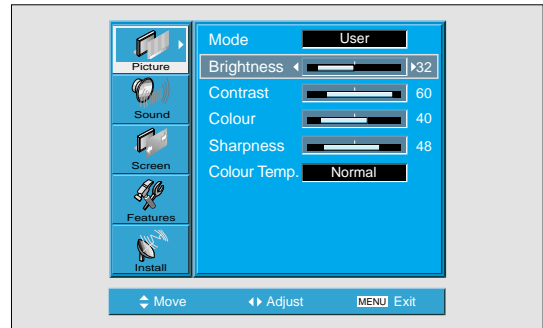 Picture
Sound
Screen
Features
Install
Mode User
Brightness 32
Contrast 60
Colour 40
Sharpness 48
Colour Temp. Normal
Move Adjust MENU Exit